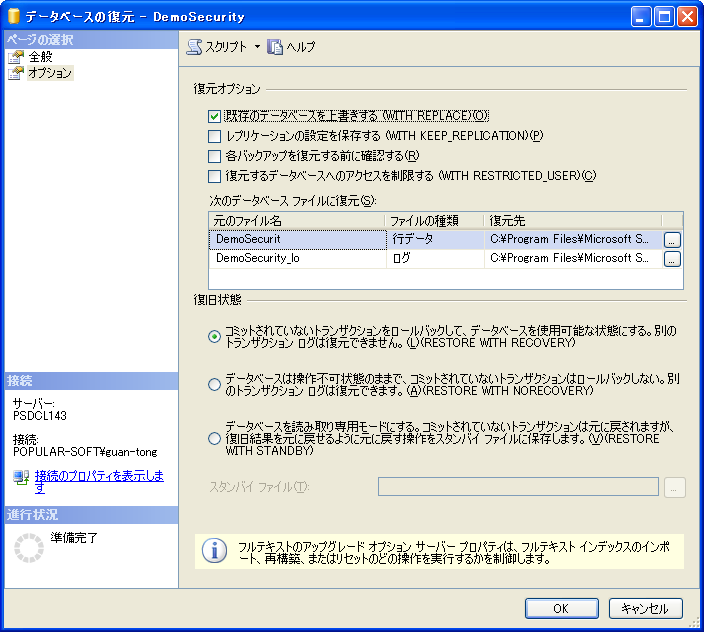 データベースの復元 - DemoSecurity
ページの選択
全般
オプション
スクリプト
ヘルプ
復元オプション
既存のデータベースを上書きする (WITH REPLACE)(O)
レプリケーションの設定を保存する (WITH KEEP_REPLICATION)(P)
各バックアップを復元する前に確認する(R)
復元するデータベースへのアクセスを制限する (WITH RESTRICTED_USER)(C)
次のデータベース ファイルに復元(S):
元のファイル名 ファイルの種類 復元先
DemoSecurit 行データ C:¥Program Files¥Microsoft S... ...
DemoSecurity_lo ログ C:¥Program Files¥Microsoft S... ...
復旧状態
コミットされていないトランザクションをロールバックして、データベースを使用可能な状態にする。別の
トランザクション ログは復元できません。(L)(RESTORE WITH RECOVERY)
データベースは操作不可状態のままで、コミットされていないトランザクションはロールバックしない。別
のトランザクション ログは復元できます。(A)(RESTORE WITH NORECOVERY)
データベースを読み取り専用モードにする。コミットされていないトランザクションは元に戻されますが、
復旧結果を元に戻せるように元に戻す操作をスタンバイ ファイルに保存します。(V)(RESTORE
WITH STANDBY)
スタンバイ ファイル(T): ...
フルテキストのアップグレード オプション サーバー プロパティは、フルテキスト インデックスのインポ
ート、再構築、またはリセットのどの操作を実行するかを制御します。
接続
サーバー:
PSDCL143
接続:
POPULAR-SOFT¥guan-tong
接続のプロパティを表示しま
す
進行状況
準備完了
OK
キャンセル